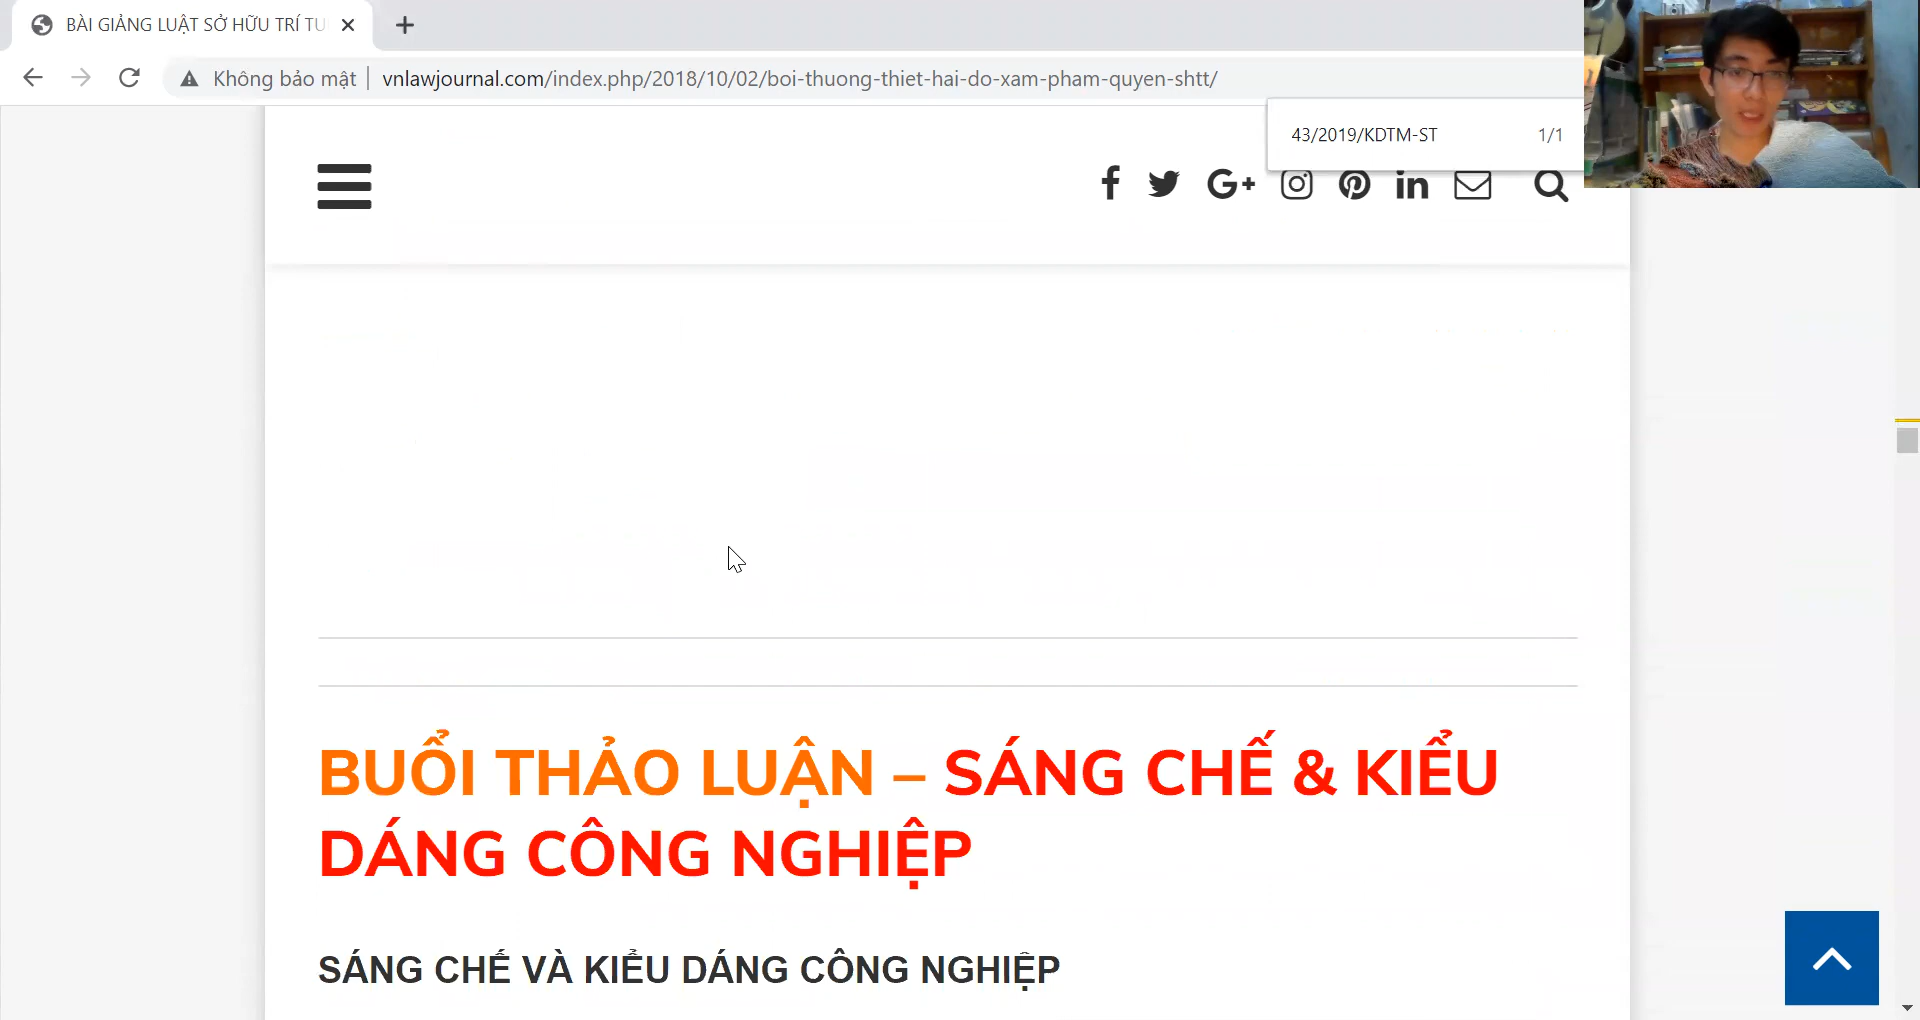 BÀI GIẢNG LUẬT SỞ HỮU TRÍ TU
Không bảo mật
vnlawjournal.com/index.php/2018/10/02/boi-thuong-thiet-hai-do-xam-pham-quyen-shtt/
43/2019/KDTM-ST 1/1
BUỔI THẢO LUẬN – SÁNG CHẾ & KIỂU
DÁNG CÔNG NGHIỆP
SÁNG CHẾ VÀ KIỂU DÁNG CÔNG NGHIỆP